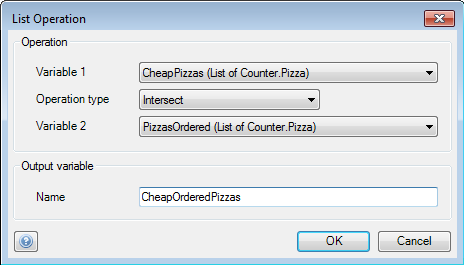 List Operation
Operation
Variable 1 CheapPizzas (List of Counter.Pizza)
Operation type Intersect
Variable 2 PizzasOrdered (List of Counter.Pizza)
Output variable
Name CheapOrderedPizzas
? OK Cancel